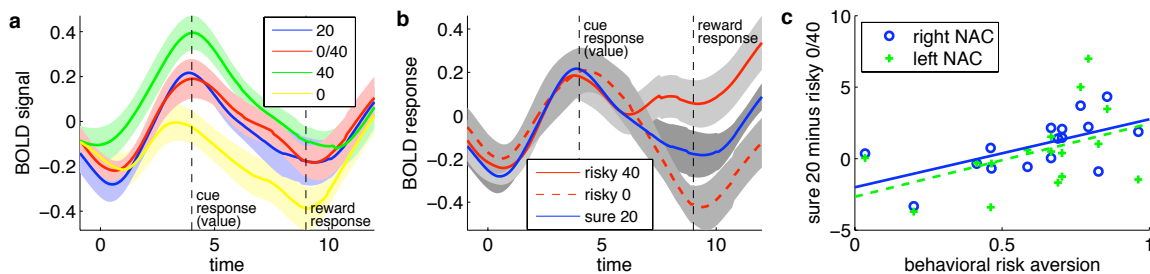 a
BOLD signal
0.4
0.2
0
−0.2
−0.4
20
0/40
40
0
cue
response
(value)
reward
response
0
5
10
time
b
BOLD response
0.4
0.2
0
−0.2
−0.4
cue
response
(value)
reward
response
risky 40
risky 0
sure 20
0
5
10
time
c
sure 20 minus risky 0/40
10
5
0
−5
right NAC
left NAC
0
0.5
1
behavioral risk aversion